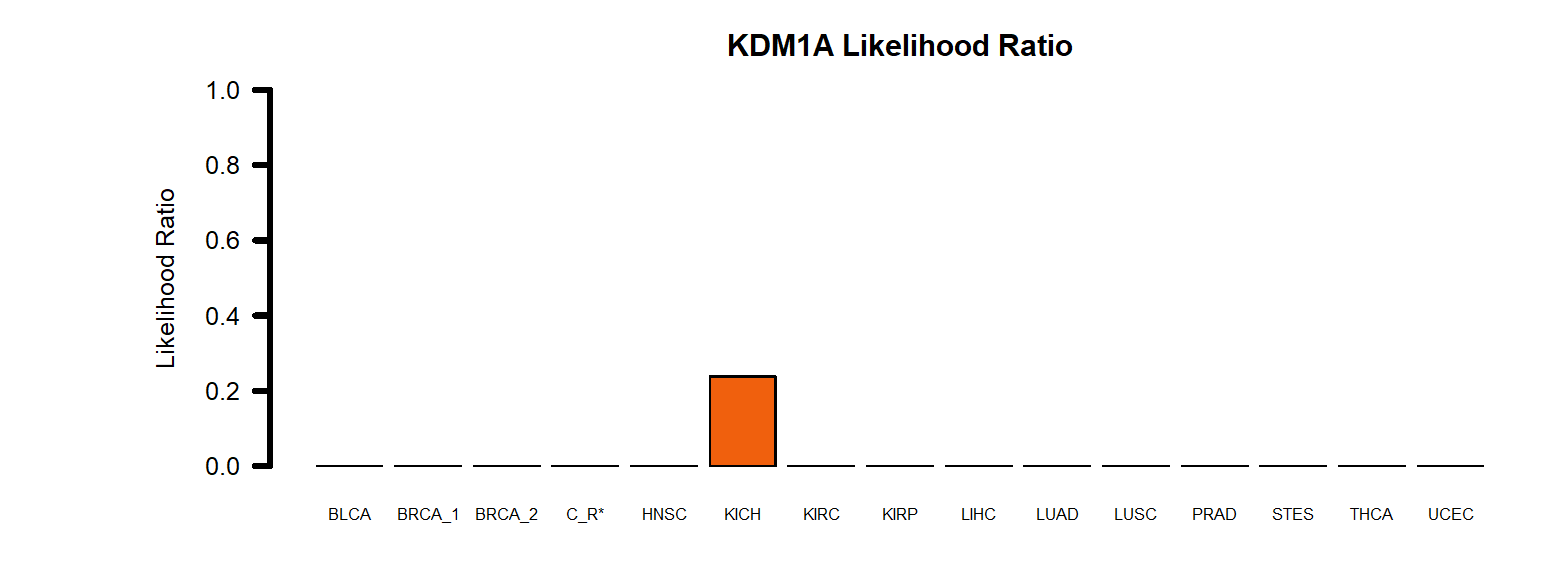 KDM1A Likelihood Ratio
1.0
0.8
0.6
0.4
0.2
0.0
Likelihood Ratio
BLCA BRCA_1 BRCA_2 C_R* HNSC KICH KIRC KIRP LIHC LUAD LUSC PRAD STES THCA UCEC